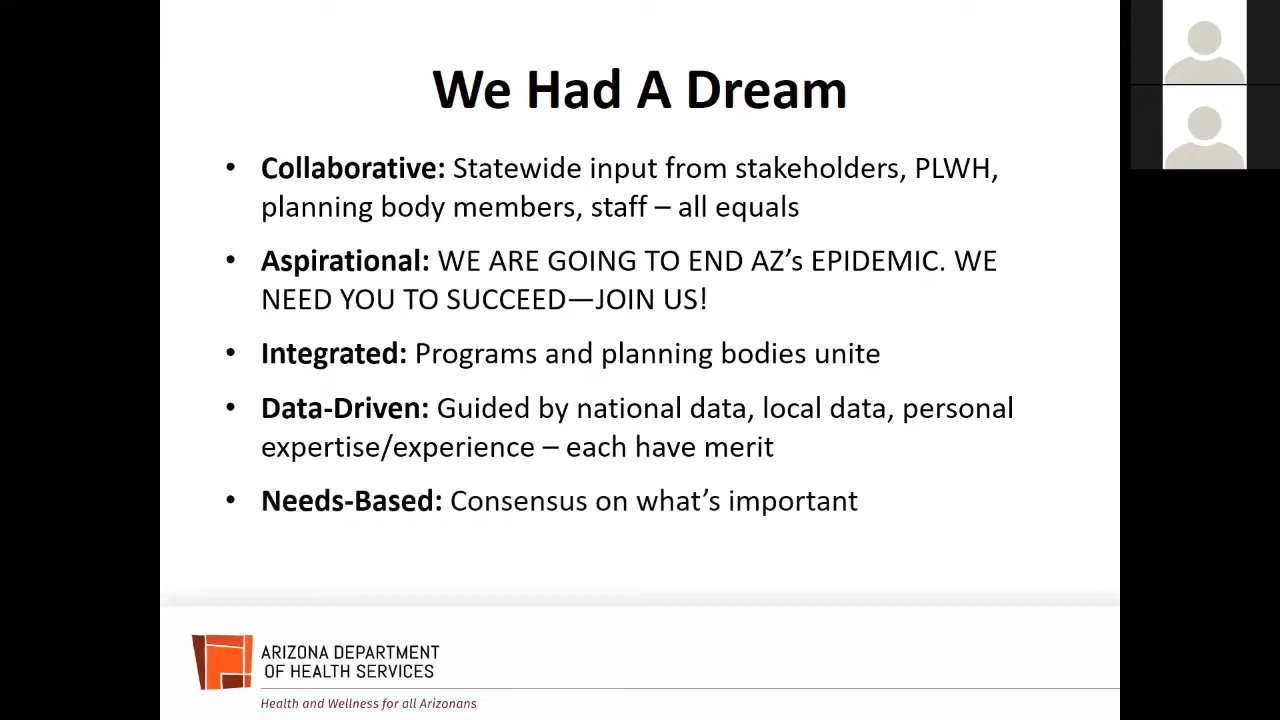 We Had A Dream
• Collaborative: Statewide input from stakeholders, PLWH,
planning body members, staff – all equals
• Aspirational: WE ARE GOING TO END AZ’s EPIDEMIC. WE
NEED YOU TO SUCCEED—JOIN US!
• Integrated: Programs and planning bodies unite
• Data-Driven: Guided by national data, local data, personal
expertise/experience – each have merit
• Needs-Based: Consensus on what’s important
ARIZONA DEPARTMENT
OF HEALTH SERVICES
Health and Wellness for all Arizonans